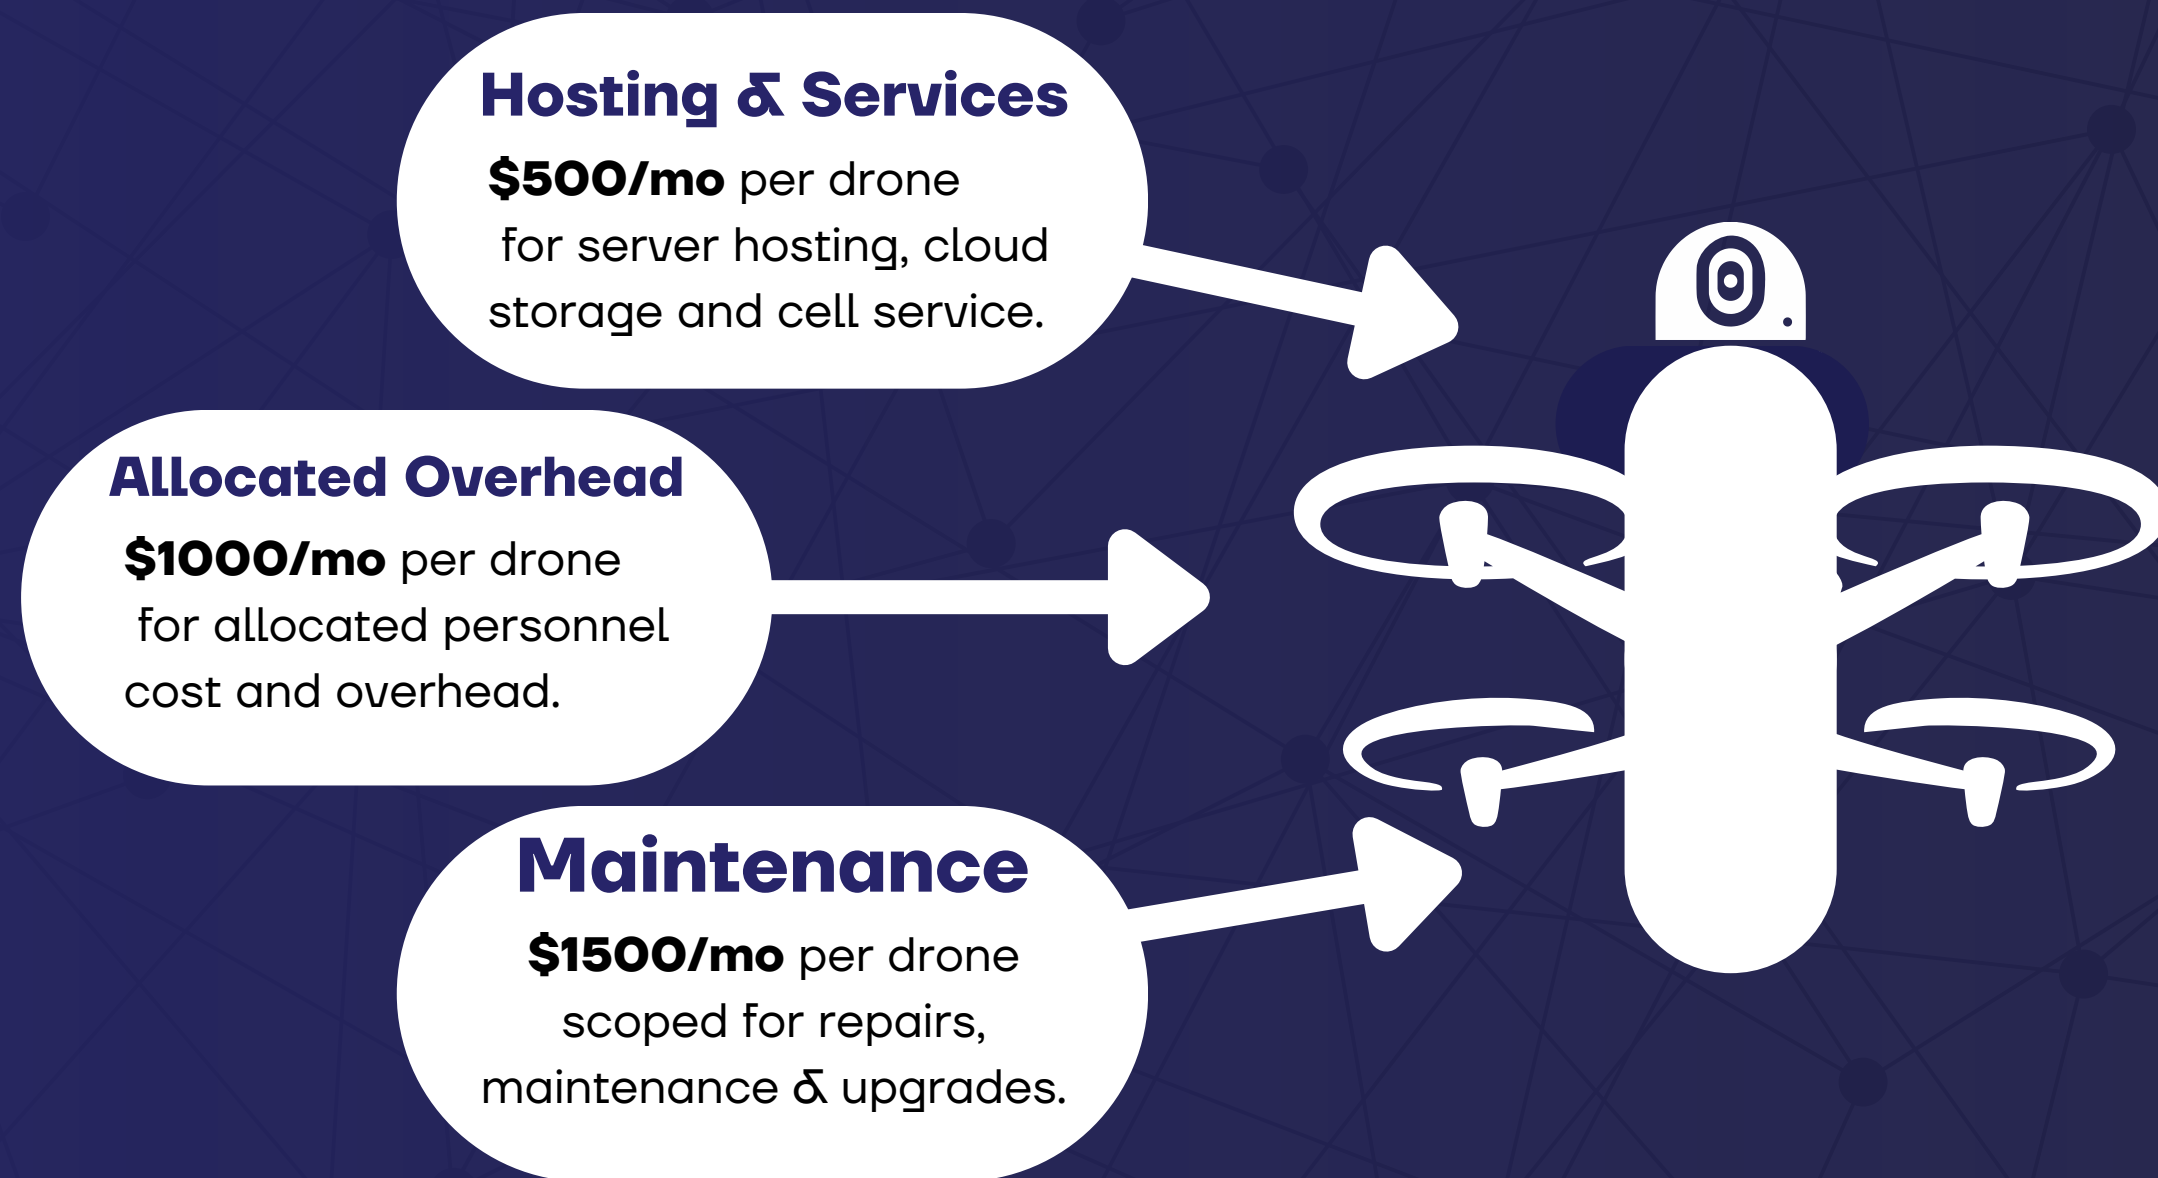 Hosting & Services
$500/mo per drone
for server hosting, cloud
storage and cell service.
Allocated Overhead
$1000/mo per drone
for allocated personnel
cost and overhead.
Maintenance
$1500/mo per drone
scoped for repairs,
maintenance & upgrades.